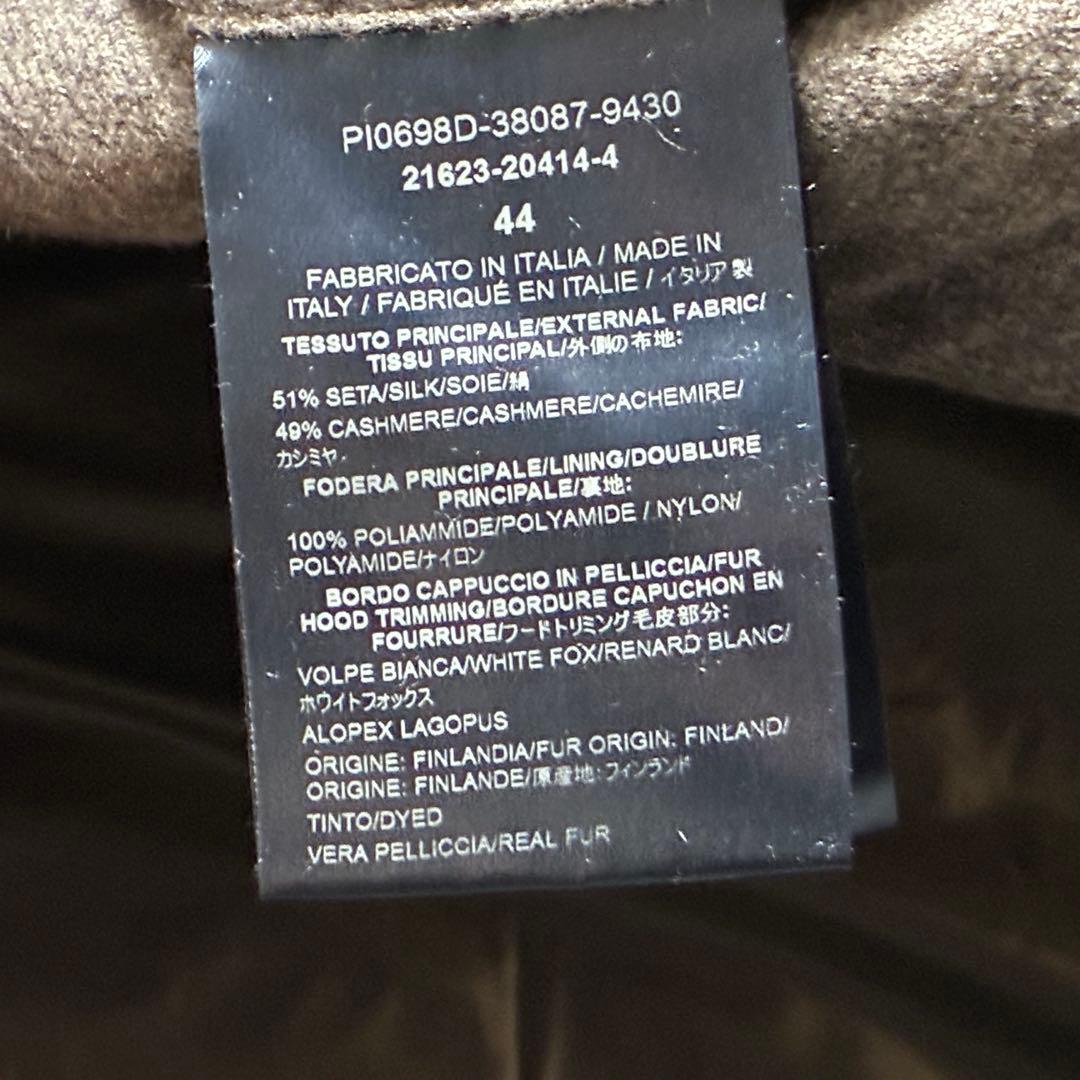 PI0698D-38087-9430
21623-20414-4
44
FABBRICATO IN ITALIA / MADE IN
ITALY / FABRIQUÉ EN ITALIE / イタリア製
TESSUTO PRINCIPALE/EXTERNAL FABRIC/
TISSU PRINCIPAL/外側の布地:
51% SETA/SILK/SOIE/絹
49% CASHMERE/CASHMERE/CACHEMIRE/
カシミヤ
FODERA PRINCIPALE/LINING/DOUBLURE
PRINCIPALE/裏地:
100% POLIAMMIDE/POLYAMIDE / NYLON/
POLYAMIDE/ナイロン
BORDO CAPPUCCIO IN PELLICCIA/FUR
HOOD TRIMMING/BORDURE CAPUCHON EN
FOURRURE/フードトリミング毛皮部分:
VOLPE BIANCA/WHITE FOX/RENARD BLANC/
ホワイトフォックス
ALOPEX LAGOPUS
ORIGINE: FINLANDIA/FUR ORIGIN: FINLAND/
ORIGINE: FINLANDE/原産地:フィンランド
TINTO/DYED
VERA PELLICCIA/REAL FUR